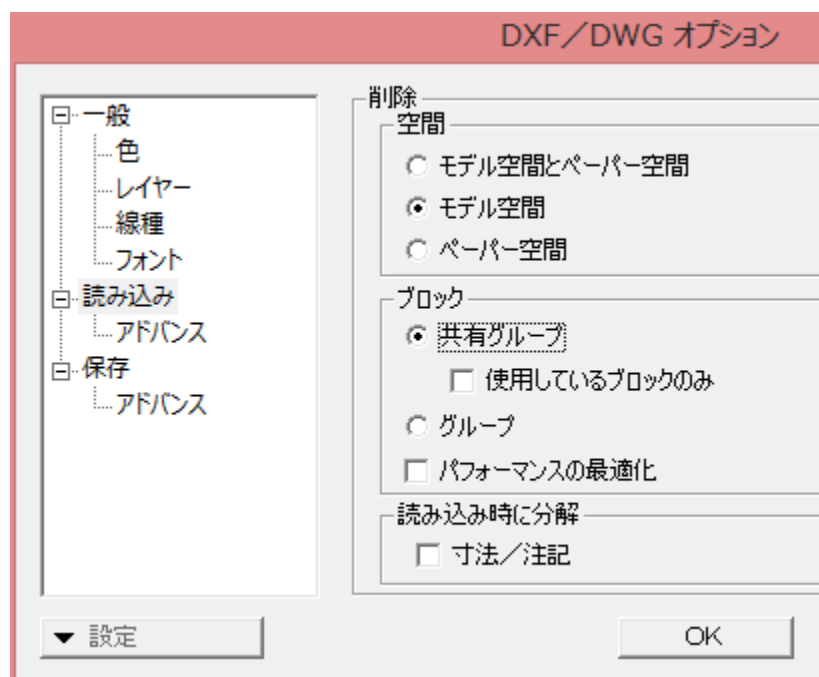 DXF／DWG オプション
一般
色
レイヤー
線種
フォント
読み込み
アドバンス
保存
アドバンス
▼ 設定
削除
空間
モデル空間とペーパー空間
モデル空間
ペーパー空間
ブロック
共有グループ
使用しているブロックのみ
グループ
パフォーマンスの最適化
読み込み時に分解
寸法／注記
OK